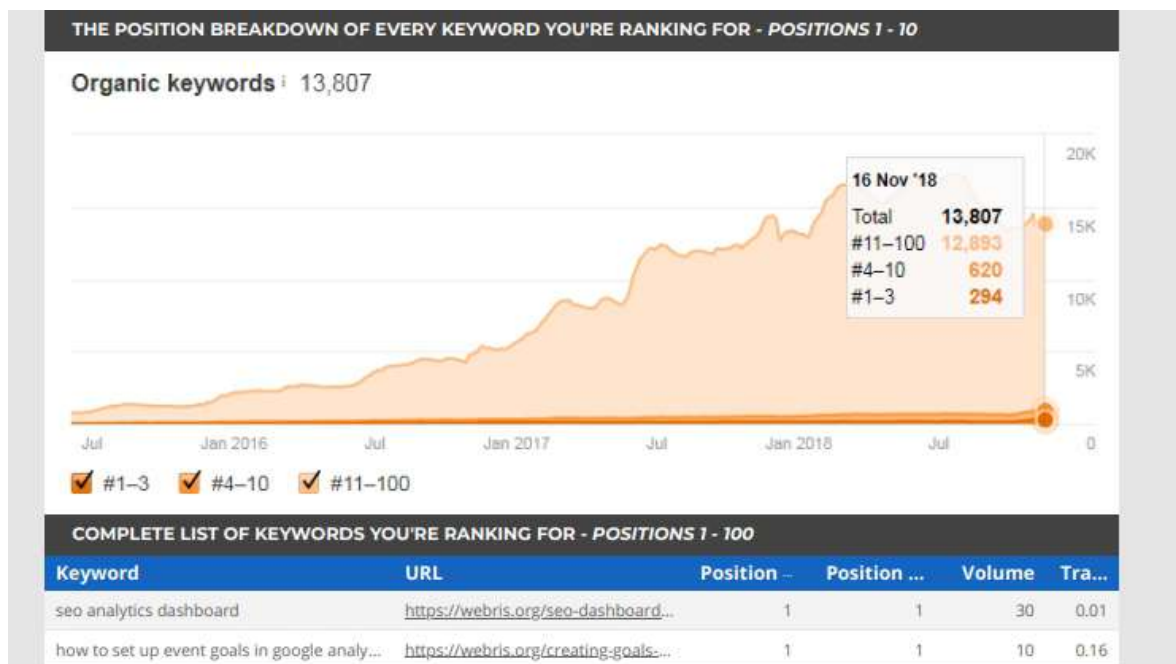 THE POSITION BREAKDOWN OF EVERY KEYWORD YOU'RE RANKING FOR - POSITIONS 1 - 10
Organic keywords i 13,807
20K
16 Nov '18
Total 13,807
15K
#11–100 12,893
#4–10 620
#1–3 294
10K
5K
Jul Jan 2016 Jul Jan 2017 Jul Jan 2018 Jul 0
#1–3 #4–10 #11–100
COMPLETE LIST OF KEYWORDS YOU'RE RANKING FOR - POSITIONS 1 - 100
Keyword URL Position Position ... Volume Tra...
seo analytics dashboard https://webris.org/seo-dashboard... 1 1 30 0.01
how to set up event goals in google analy... https://webris.org/creating-goals-... 1 1 10 0.16